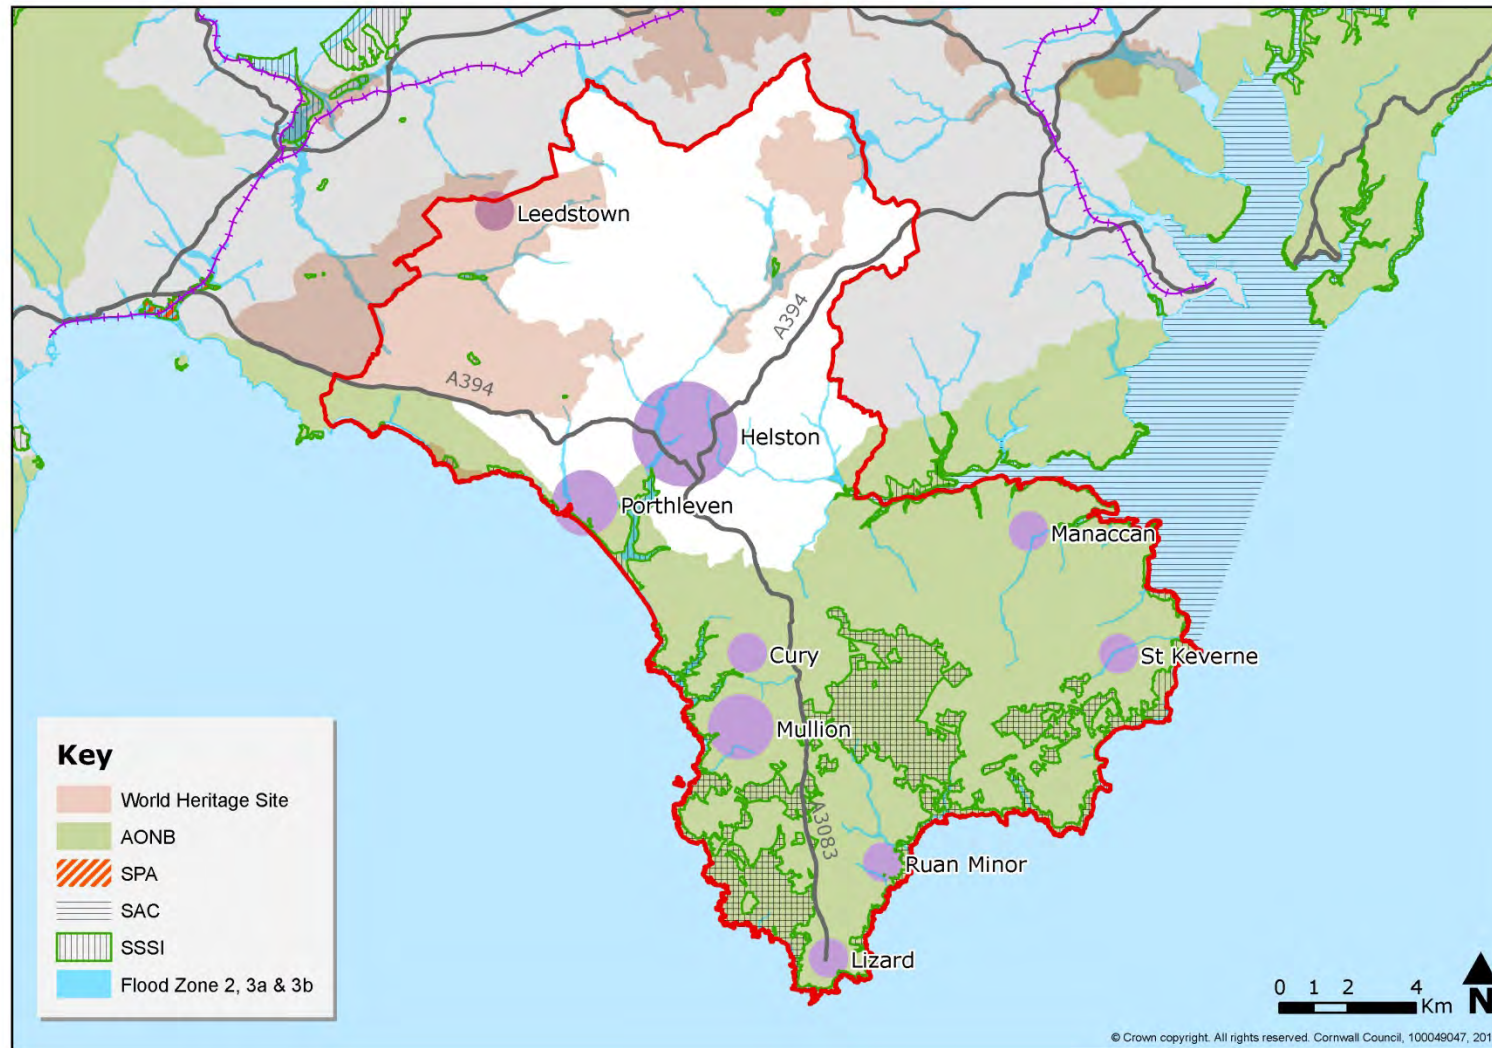 Leedstown
A394
A394
Helston
Porthleven
Manaccan
Cury
St Keverne
Mullion
A3083
Ruan Minor
Lizard
Key
World Heritage Site
AONB
SPA
SAC
SSSI
Flood Zone 2, 3a & 3b
0 1 2 4
Km
N
© Crown copyright. All rights reserved. Cornwall Council, 100049047, 201